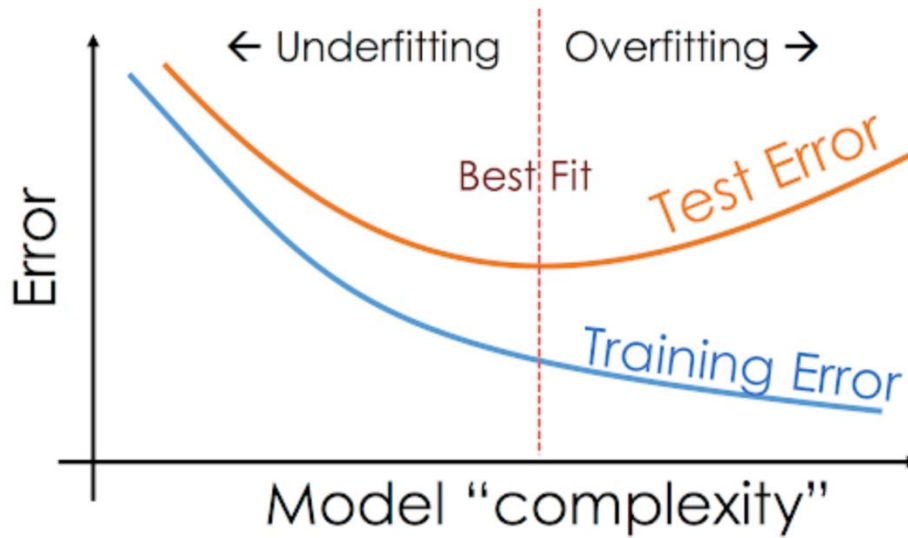 ← Underfitting
Overfitting →
Best Fit
Test Error
Error
Training Error
Model “complexity”